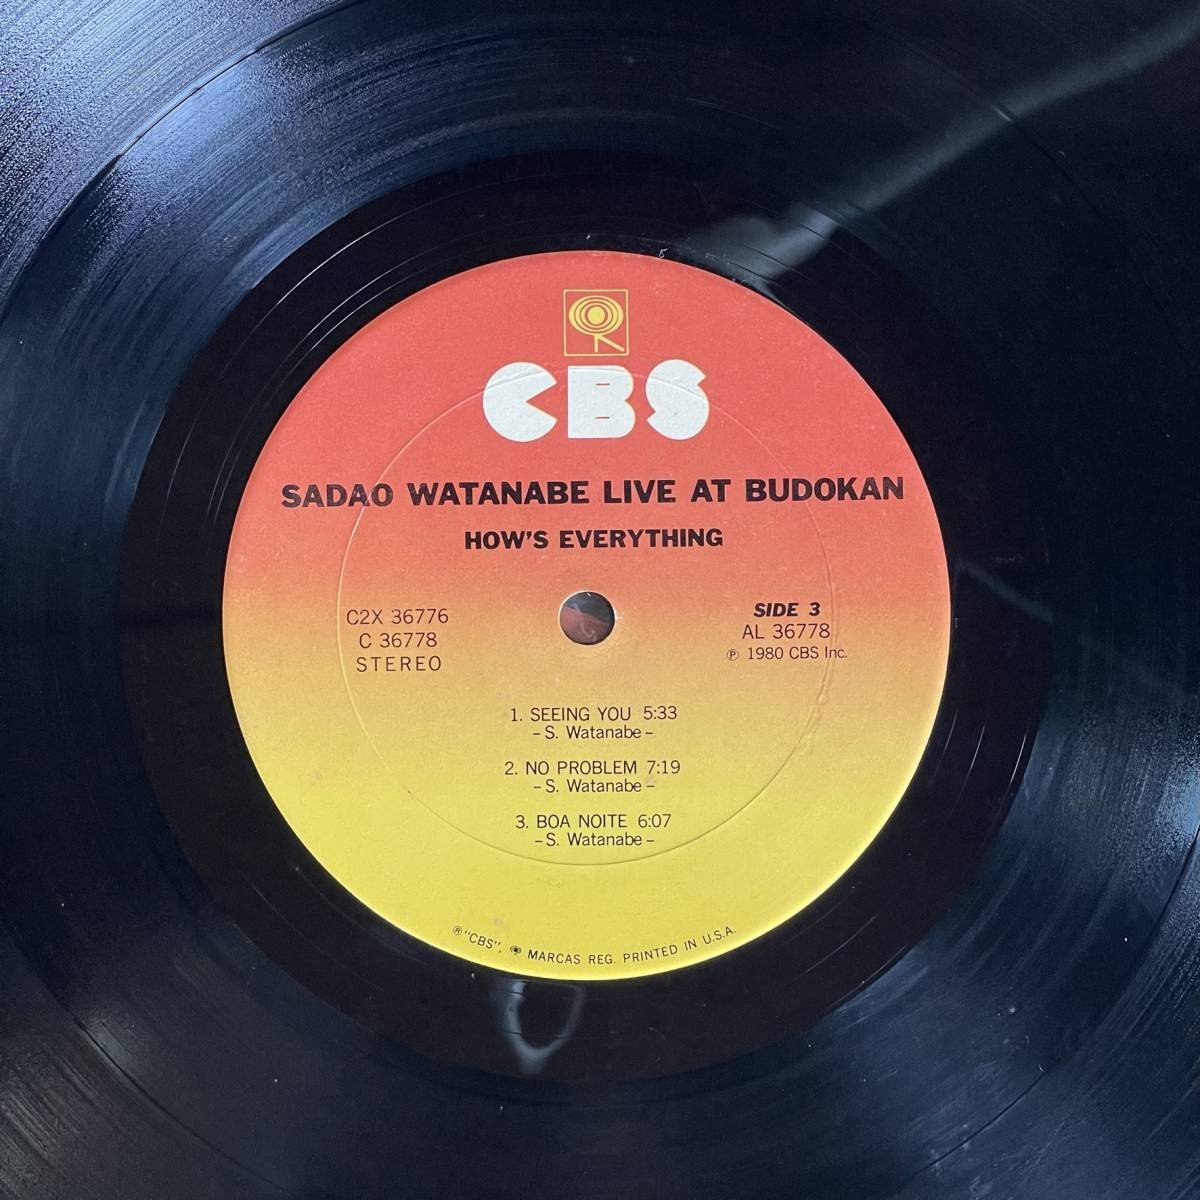 CBS
SADAO WATANABE LIVE AT BUDOKAN
HOW'S EVERYTHING
C2X 36776
C 36778
STEREO
SIDE 3
AL 36778
℗ 1980 CBS Inc.
1. SEEING YOU 5:33
– S. Watanabe –
2. NO PROBLEM 7:19
– S. Watanabe –
3. BOA NOITE 6:07
– S. Watanabe –
® "CBS", MARCAS REG. PRINTED IN U.S.A.